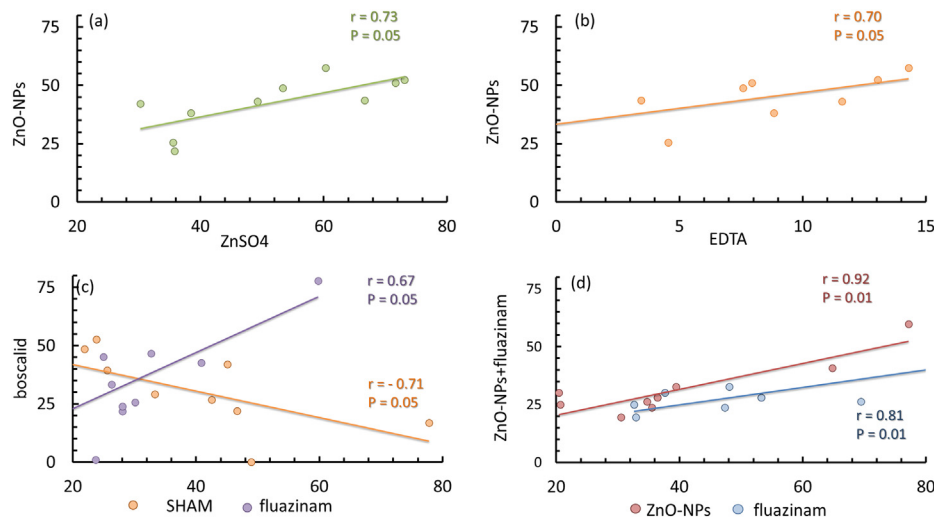 (a)
r = 0.73
P = 0.05
75
50
25
0
ZnO-NPs
20
40
60
80
ZnSO4
(b)
r = 0.70
P = 0.05
75
50
25
0
ZnO-NPs
0
5
10
15
EDTA
(c)
r = 0.67
P = 0.05
r = - 0.71
P = 0.05
75
50
25
0
boscalid
20
40
60
80
SHAM
fluazinam
(d)
r = 0.92
P = 0.01
r = 0.81
P = 0.01
75
50
25
0
ZnO-NPs+fluazinam
20
40
60
80
ZnO-NPs
fluazinam